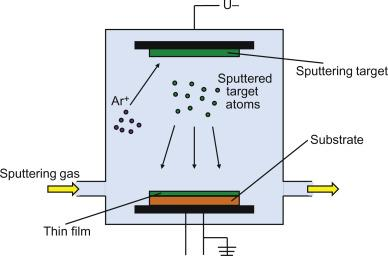 U–
Sputtering target
Sputtered
target
atoms
Ar⁺
Substrate
Sputtering gas
Thin film